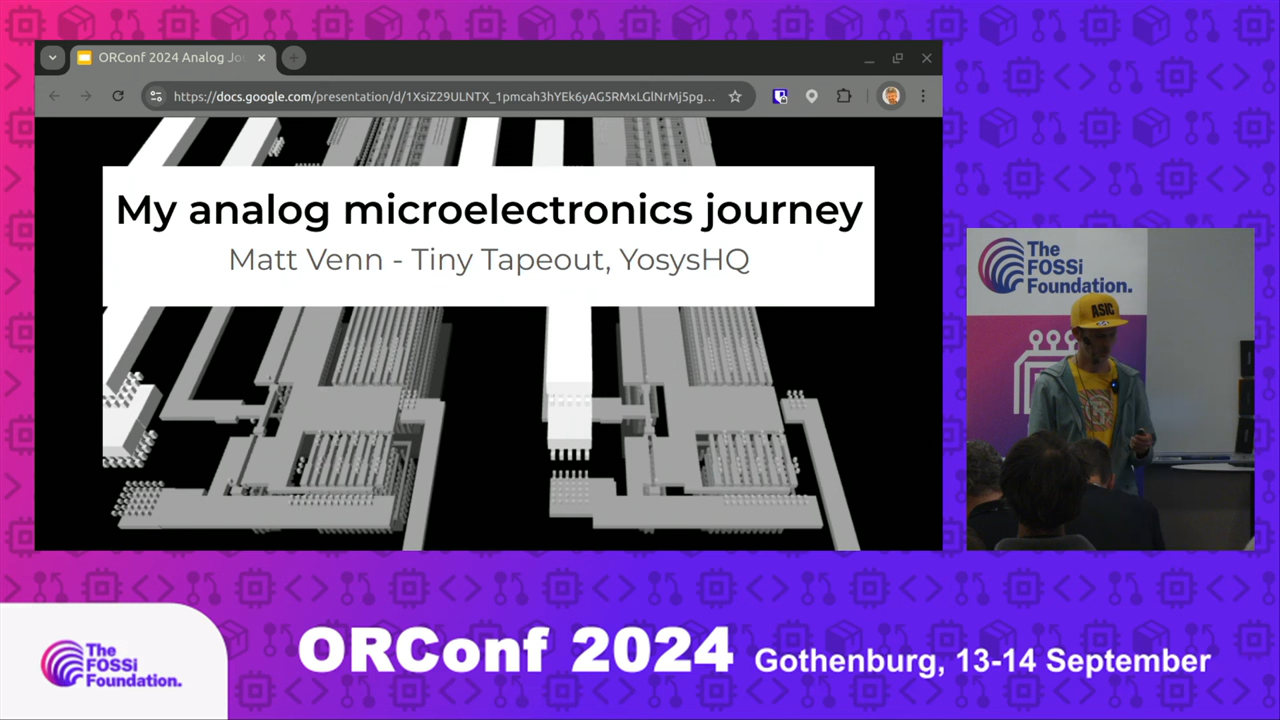 ORConf 2024 Analog Jo
https://docs.google.com/presentation/d/1XsiZ29ULNTX_1pmcah3hYEk6yAG5RMxLGlNrMj5pg...
My analog microelectronics journey
Matt Venn - Tiny Tapeout, YosysHQ
The
FOSSi
Foundation.
ASIC
The
FOSSi
Foundation.
ORConf 2024
Gothenburg, 13-14 September